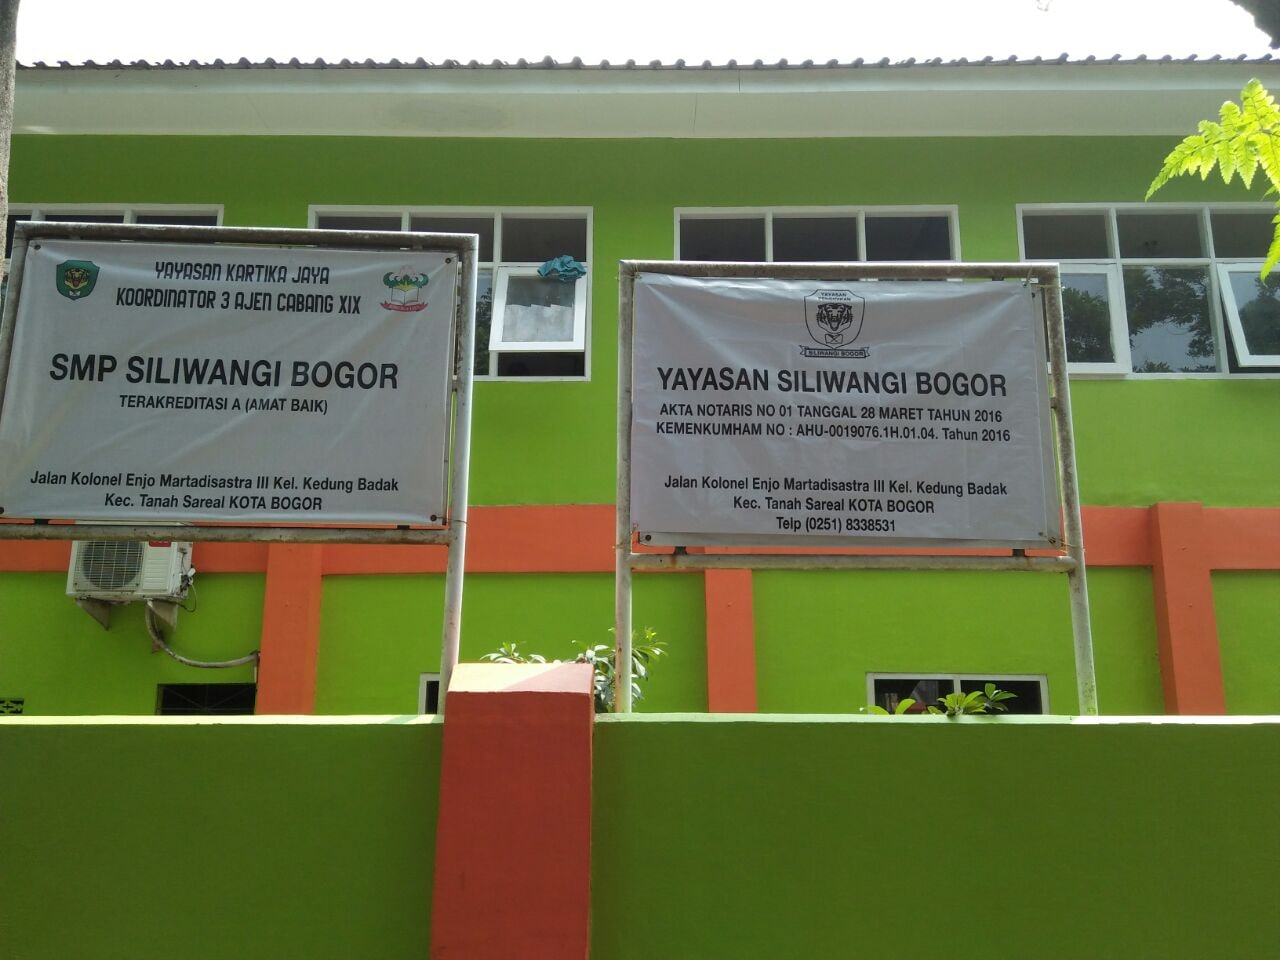 YAYASAN KARTIKA JAYA
KOORDINATOR 3 AJEN CABANG XIX
SMP SILIWANGI BOGOR
TERAKREDITASI A (AMAT BAIK)
Jalan Kolonel Enjo Martadisastra III Kel. Kedung Badak
Kec. Tanah Sareal KOTA BOGOR
YAYASAN
PENDIDIKAN
SILIWANGI BOGOR
YAYASAN SILIWANGI BOGOR
AKTA NOTARIS NO 01 TANGGAL 28 MARET TAHUN 2016
KEMENKUMHAM NO : AHU-0019076.1H.01.04. Tahun 2016
Jalan Kolonel Enjo Martadisastra III Kel. Kedung Badak
Kec. Tanah Sareal KOTA BOGOR
Telp (0251) 8338531